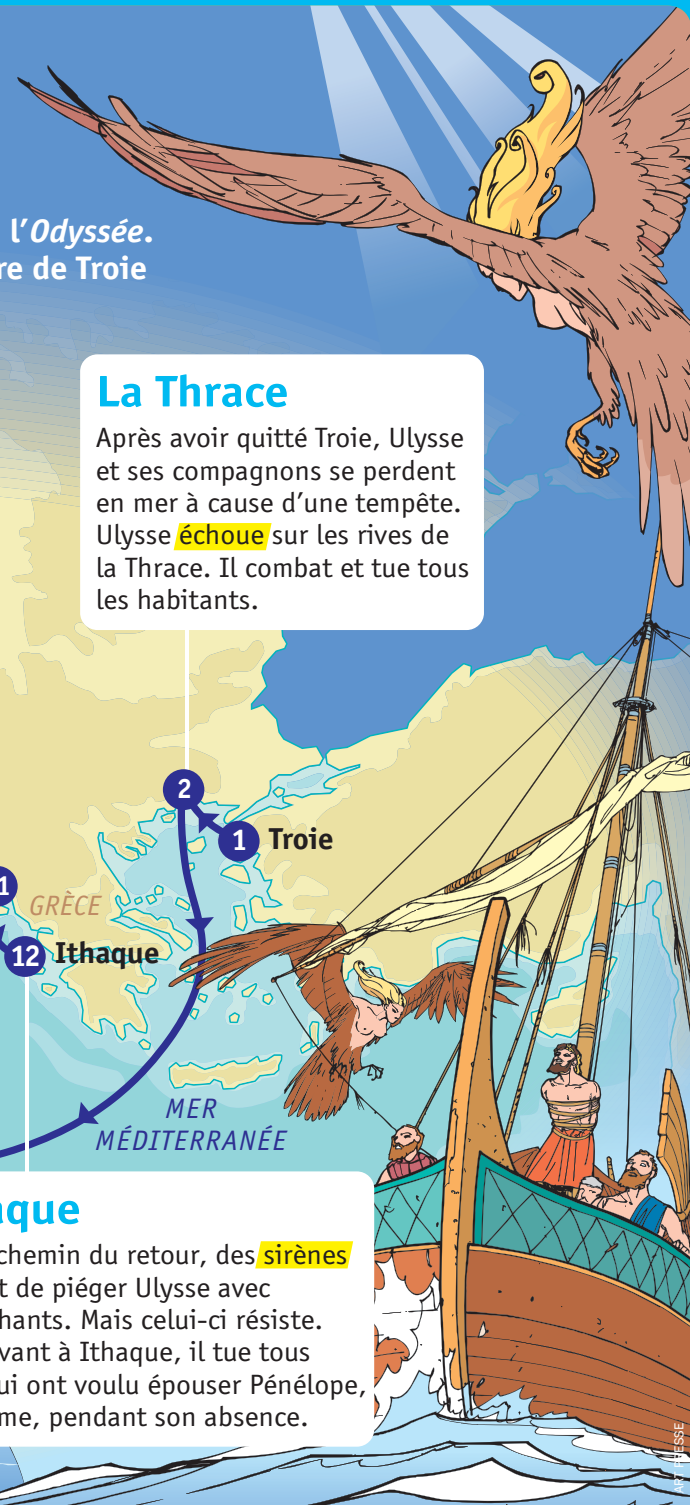 l'Odyssée.
re de Troie
La Thrace
Après avoir quitté Troie, Ulysse
et ses compagnons se perdent
en mer à cause d'une tempête.
Ulysse échoue sur les rives de
la Thrace. Il combat et tue tous
les habitants.
2
1 Troie
1
GRÈCE
12 Ithaque
MER
MÉDITERRANÉE
aque
chemin du retour, des sirènes
t de piéger Ulysse avec
hants. Mais celui-ci résiste.
vant à Ithaque, il tue tous
ui ont voulu épouser Pénélope,
me, pendant son absence.
ART PRESSE